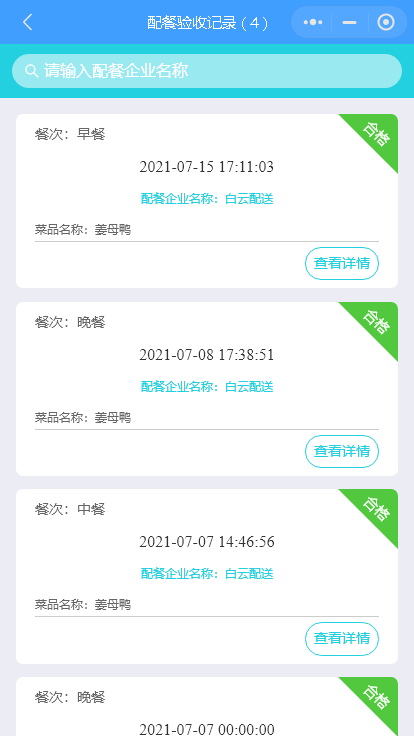 配餐验收记录（4）
请输入配餐企业名称
餐次：早餐
合格
2021-07-15 17:11:03
配餐企业名称：白云配送
菜品名称：姜母鸭
查看详情
餐次：晚餐
合格
2021-07-08 17:38:51
配餐企业名称：白云配送
菜品名称：姜母鸭
查看详情
餐次：中餐
合格
2021-07-07 14:46:56
配餐企业名称：白云配送
菜品名称：姜母鸭
查看详情
餐次：晚餐
合格
2021-07-07 00:00:00